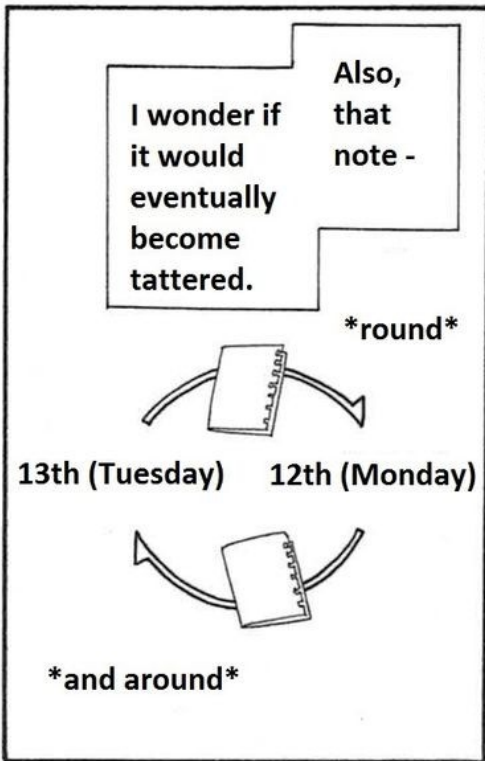 Also,
that
note -
I wonder if
it would
eventually
become
tattered.
*round*
13th (Tuesday)
12th (Monday)
*and around*